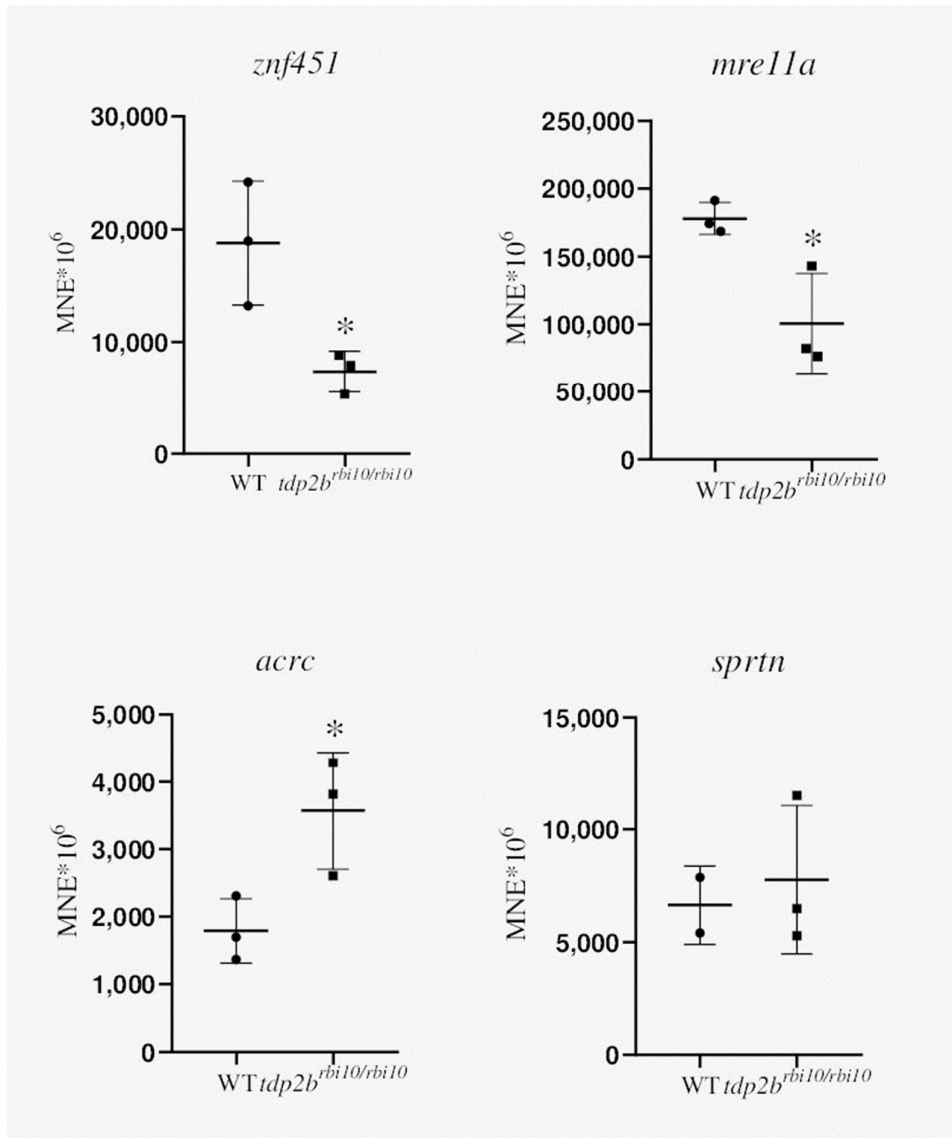 znf451
mre11a
30,000
20,000
10,000
0
MNE*10⁶
*
WT tdp2b^rbi10/rbi10
250,000
200,000
150,000
100,000
50,000
0
MNE*10⁶
*
WT tdp2b^rbi10/rbi10
acrc
sprtn
5,000
4,000
3,000
2,000
1,000
0
MNE*10⁶
*
WT tdp2b^rbi10/rbi10
15,000
10,000
5,000
0
MNE*10⁶
WT tdp2b^rbi10/rbi10